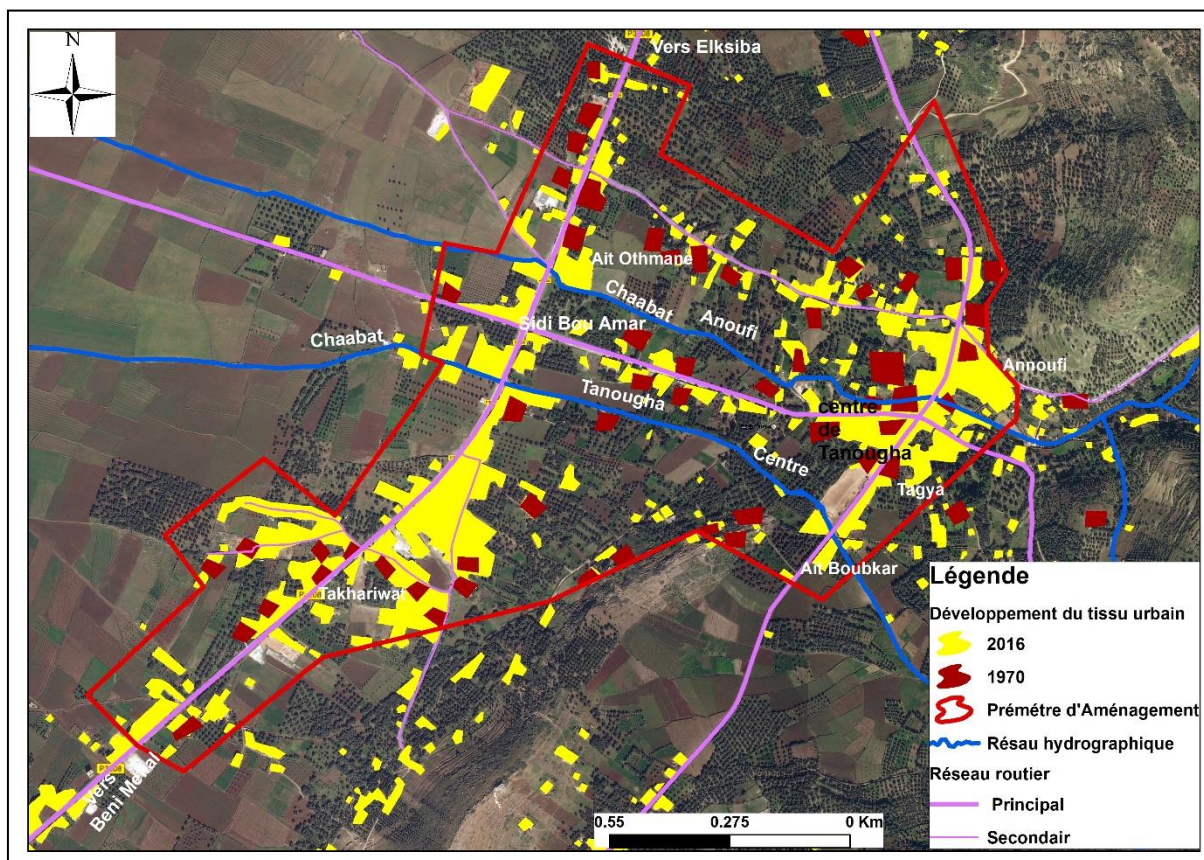 N
Vers Elksiba
Ait Othmane
Chaabat
Anoufi
Sidi Bou Amar
Chaabat
Tanougha
Centre
Annoufi
centre
de
Tanougha
Tagya
Ait Boubkar
Takhariwat
vers
Beni Mellal
Légende
Développement du tissu urbain
2016
1970
Prémétre d'Aménagement
Résau hydrographique
Réseau routier
Principal
Secondair
0.55 0.275 0 Km